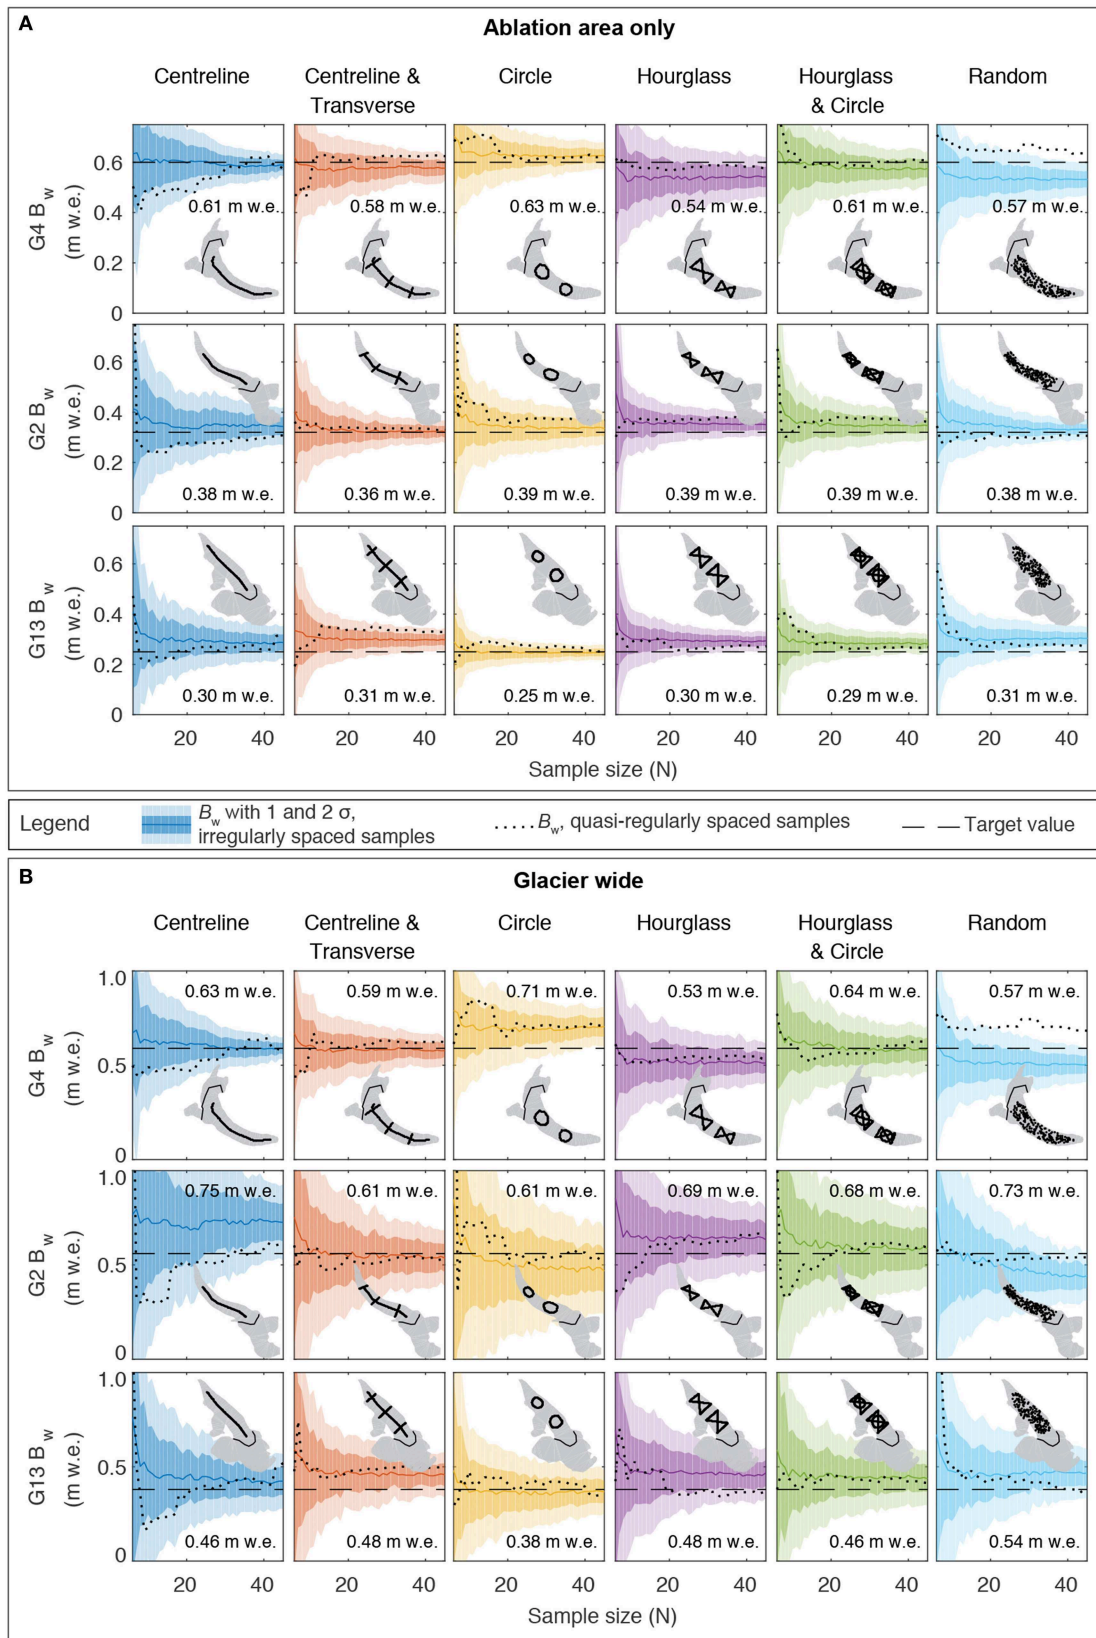 A
Ablation area only
Centreline
Centreline &
Transverse
Circle
Hourglass
Hourglass
& Circle
Random
G4 Bw
(m w.e.)
0.6
0.4
0.2
0
0.61 m w.e.
0.58 m w.e.
0.63 m w.e.
0.54 m w.e.
0.61 m w.e.
0.57 m w.e.
G2 Bw
(m w.e.)
0.6
0.4
0.2
0
0.38 m w.e.
0.36 m w.e.
0.39 m w.e.
0.39 m w.e.
0.39 m w.e.
0.38 m w.e.
G13 Bw
(m w.e.)
0.6
0.4
0.2
0
0.30 m w.e.
0.31 m w.e.
0.25 m w.e.
0.30 m w.e.
0.29 m w.e.
0.31 m w.e.
20 40 20 40 20 40 20 40 20 40 20 40
Sample size (N)
Legend
Bw with 1 and 2 σ,
irregularly spaced samples
Bw, quasi-regularly spaced samples
Target value
B
Glacier wide
Centreline
Centreline &
Transverse
Circle
Hourglass
Hourglass
& Circle
Random
G4 Bw
(m w.e.)
1.0
0.5
0
0.63 m w.e.
0.59 m w.e.
0.71 m w.e.
0.53 m w.e.
0.64 m w.e.
0.57 m w.e.
G2 Bw
(m w.e.)
1.0
0.5
0
0.75 m w.e.
0.61 m w.e.
0.61 m w.e.
0.69 m w.e.
0.68 m w.e.
0.73 m w.e.
G13 Bw
(m w.e.)
1.0
0.5
0
0.46 m w.e.
0.48 m w.e.
0.38 m w.e.
0.48 m w.e.
0.46 m w.e.
0.54 m w.e.
20 40 20 40 20 40 20 40 20 40 20 40
Sample size (N)